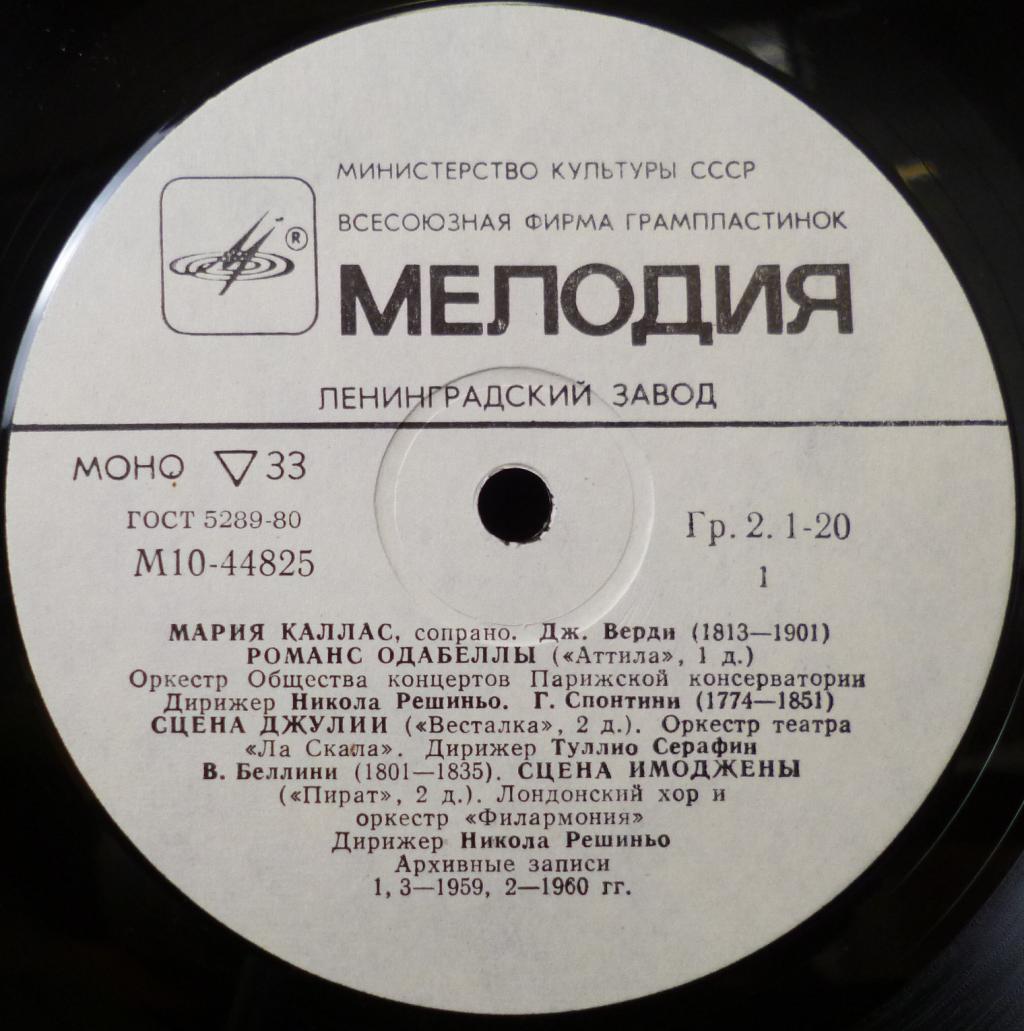 МИНИСТЕРСТВО КУЛЬТУРЫ СССР
ВСЕСОЮЗНАЯ ФИРМА ГРАМПЛАСТИНОК
®
МЕЛОДИЯ
ЛЕНИНГРАДСКИЙ ЗАВОД
МОНО ▽ 33
ГОСТ 5289-80
М10-44825
Гр. 2. 1-20
1
МАРИЯ КАЛЛАС, сопрано. Дж. Верди (1813—1901)
РОМАНС ОДАБЕЛЛЫ («Аттила», 1 д.)
Оркестр Общества концертов Парижской консерватории
Дирижер Никола Решиньо. Г. Спонтини (1774—1851)
СЦЕНА ДЖУЛИИ («Весталка», 2 д.). Оркестр театра
«Ла Скала». Дирижер Туллио Серафин
В. Беллини (1801—1835). СЦЕНА ИМОДЖЕНЫ
(«Пират», 2 д.). Лондонский хор и
оркестр «Филармония»
Дирижер Никола Решиньо
Архивные записи
1, 3—1959, 2—1960 гг.